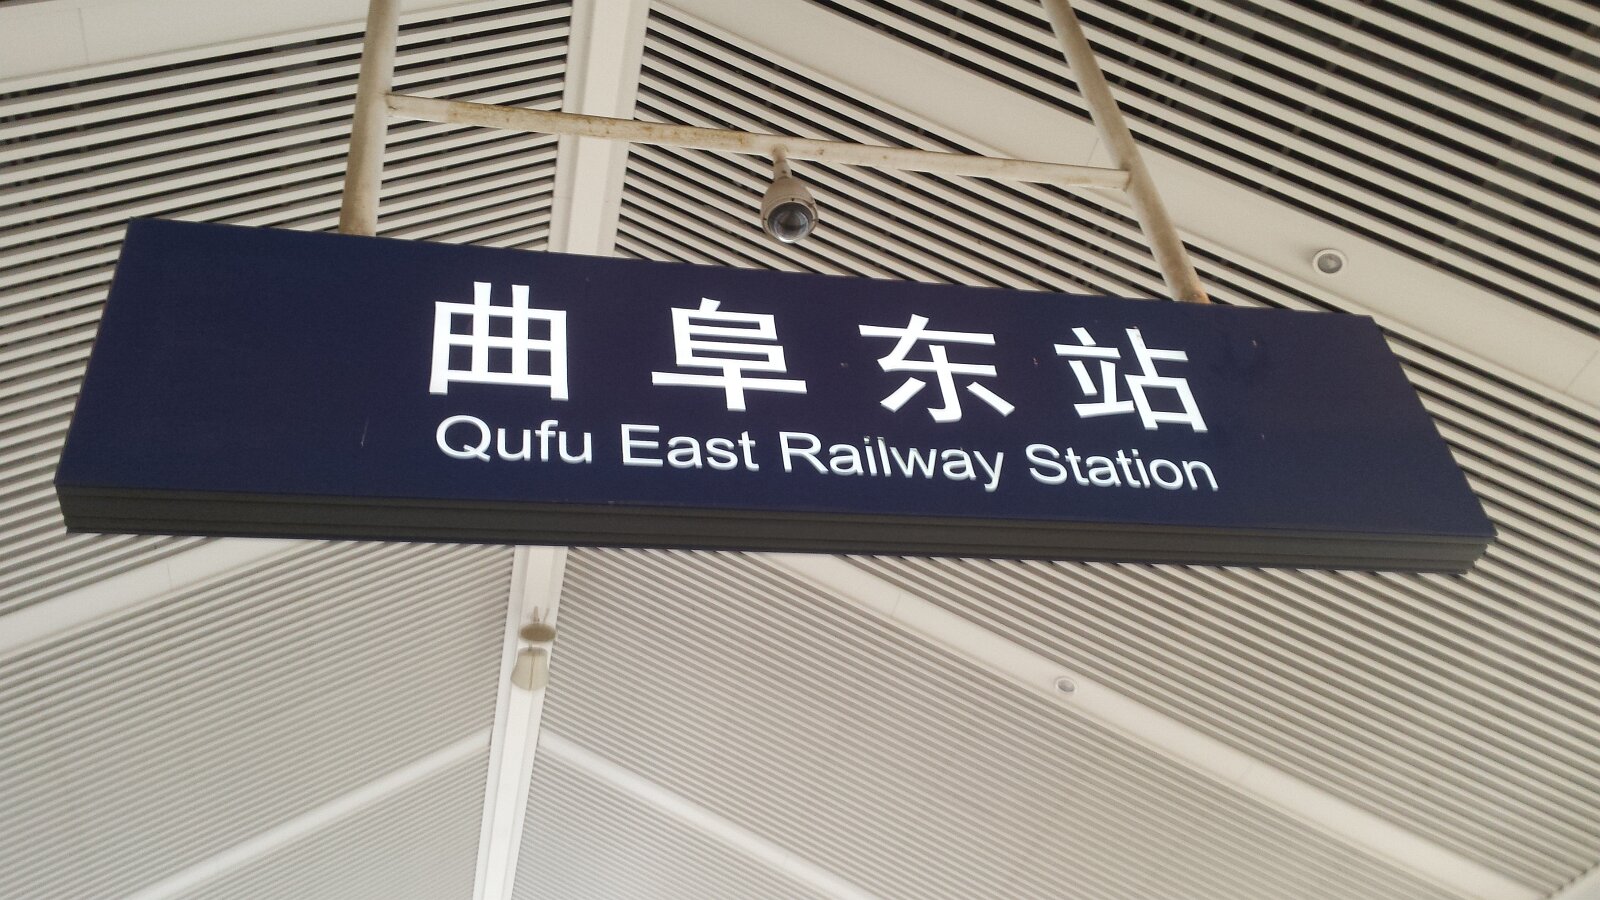 曲阜东站
Qufu East Railway Station